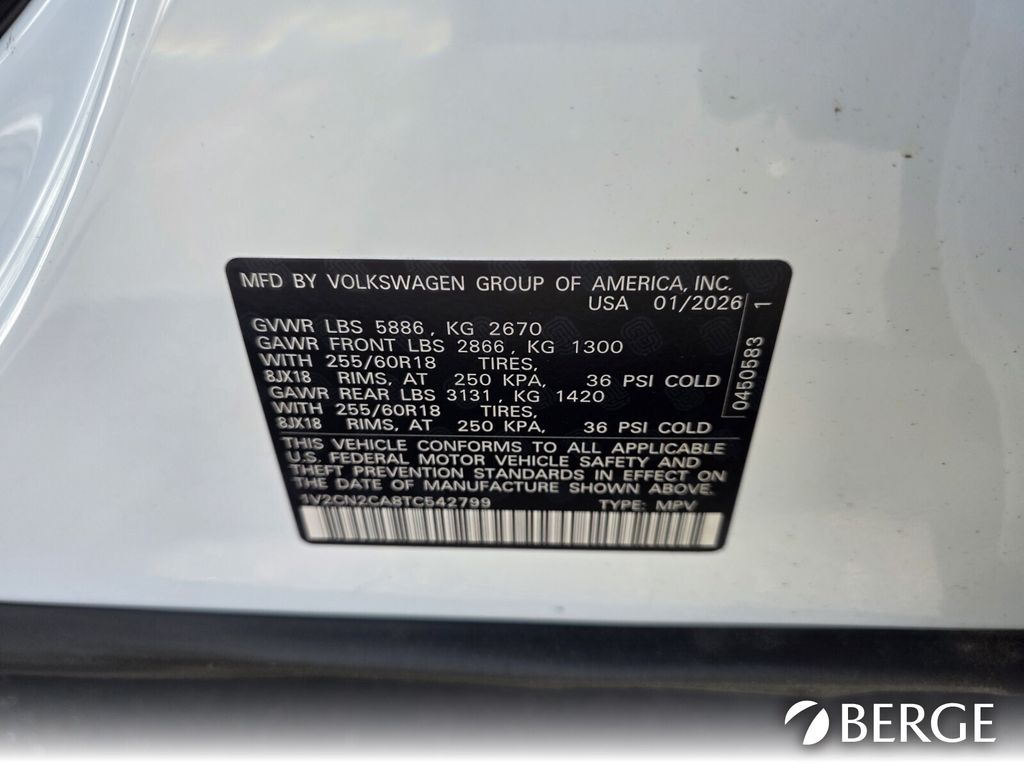 MFD BY VOLKSWAGEN GROUP OF AMERICA, INC.
USA 01/2026
GVWR LBS 5886, KG 2670
GAWR FRONT LBS 2866, KG 1300
WITH 255/60R18 TIRES,
8JX18 RIMS, AT 250 KPA, 36 PSI COLD
GAWR REAR LBS 3131, KG 1420
WITH 255/60R18 TIRES,
8JX18 RIMS, AT 250 KPA, 36 PSI COLD
0450583 1
THIS VEHICLE CONFORMS TO ALL APPLICABLE
U.S. FEDERAL MOTOR VEHICLE SAFETY AND
THEFT PREVENTION STANDARDS IN EFFECT ON
THE DATE OF MANUFACTURE SHOWN ABOVE.
1V2CN2CA8TC542799 TYPE: MPV
BERGE